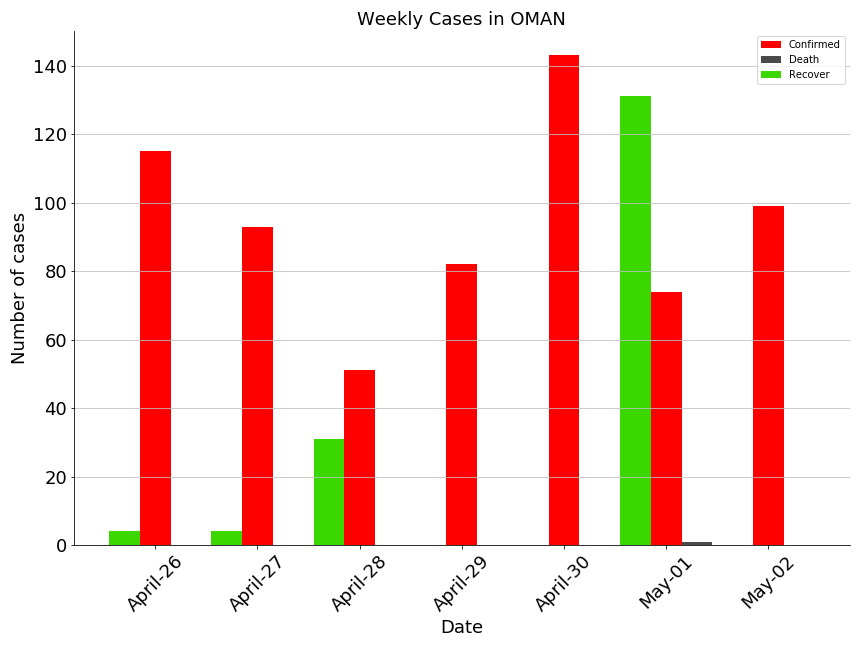 Weekly Cases in OMAN
Confirmed
Death
Recover
Number of cases
140
120
100
80
60
40
20
0
April-26
April-27
April-28
April-29
April-30
May-01
May-02
Date